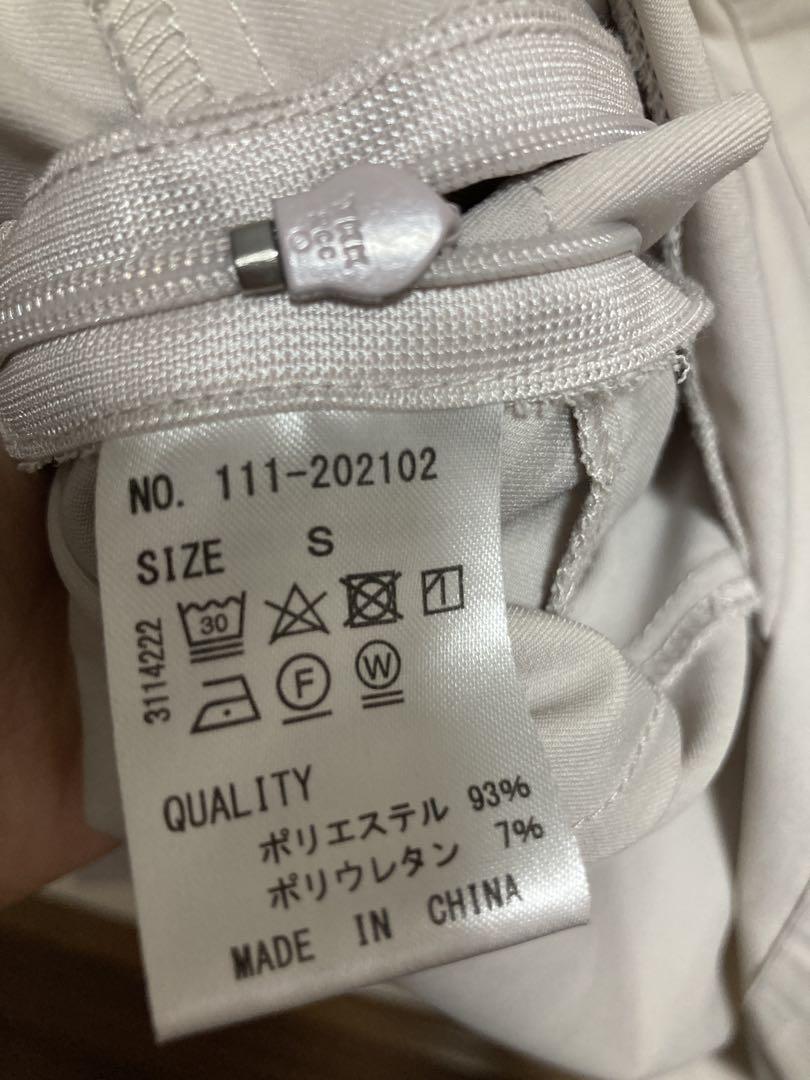 NO. 111-202102
SIZE S
3114222
30
F
W
QUALITY
ポリエステル 93%
ポリウレタン 7%
MADE IN CHINA